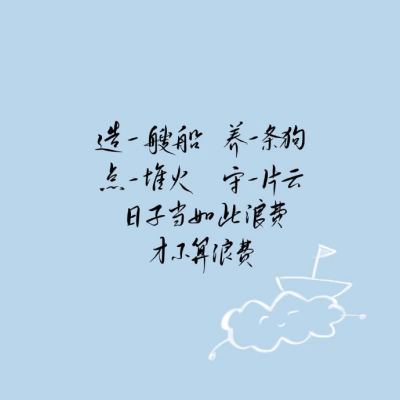 造一艘船 养一条狗
点一堆火 守一片云
日子当如此浪费
才不算浪费